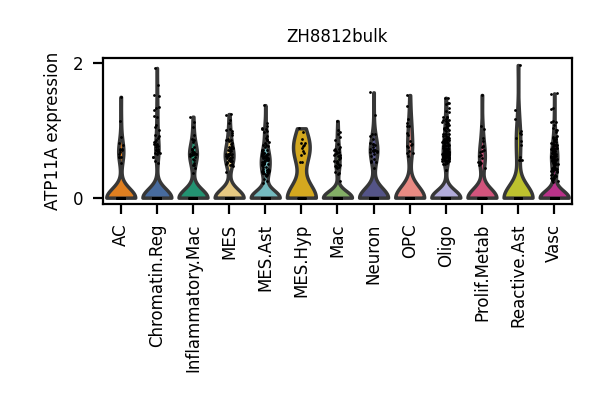 ZH8812bulk
ATP11A expression
2
0
AC
Chromatin.Reg
Inflammatory.Mac
MES
MES.Ast
MES.Hyp
Mac
Neuron
OPC
Oligo
Prolif.Metab
Reactive.Ast
Vasc